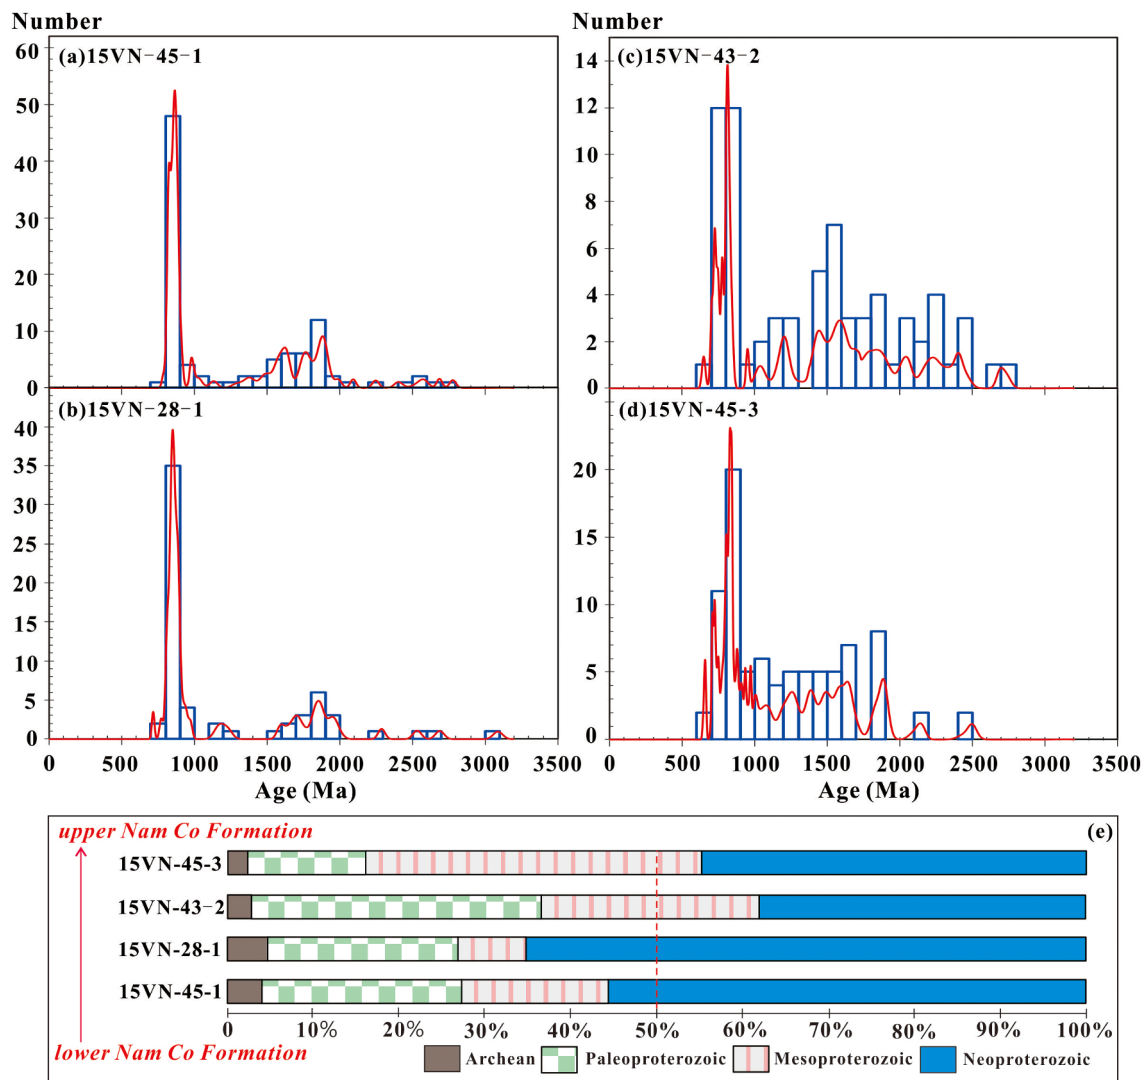 Number
(a)15VN-45-1
60
50
40
30
20
10
0
(b)15VN-28-1
40
35
30
25
20
15
10
5
0
0 500 1000 1500 2000 2500 3000 3500
Age (Ma)
Number
(c)15VN-43-2
14
12
10
8
6
4
2
0
(d)15VN-45-3
20
15
10
5
0
0 500 1000 1500 2000 2500 3000 3500
Age (Ma)
upper Nam Co Formation
(e)
15VN-45-3
15VN-43-2
15VN-28-1
15VN-45-1
0 10% 20% 30% 40% 50% 60% 70% 80% 90% 100%
lower Nam Co Formation
Archean Paleoproterozoic Mesoproterozoic Neoproterozoic